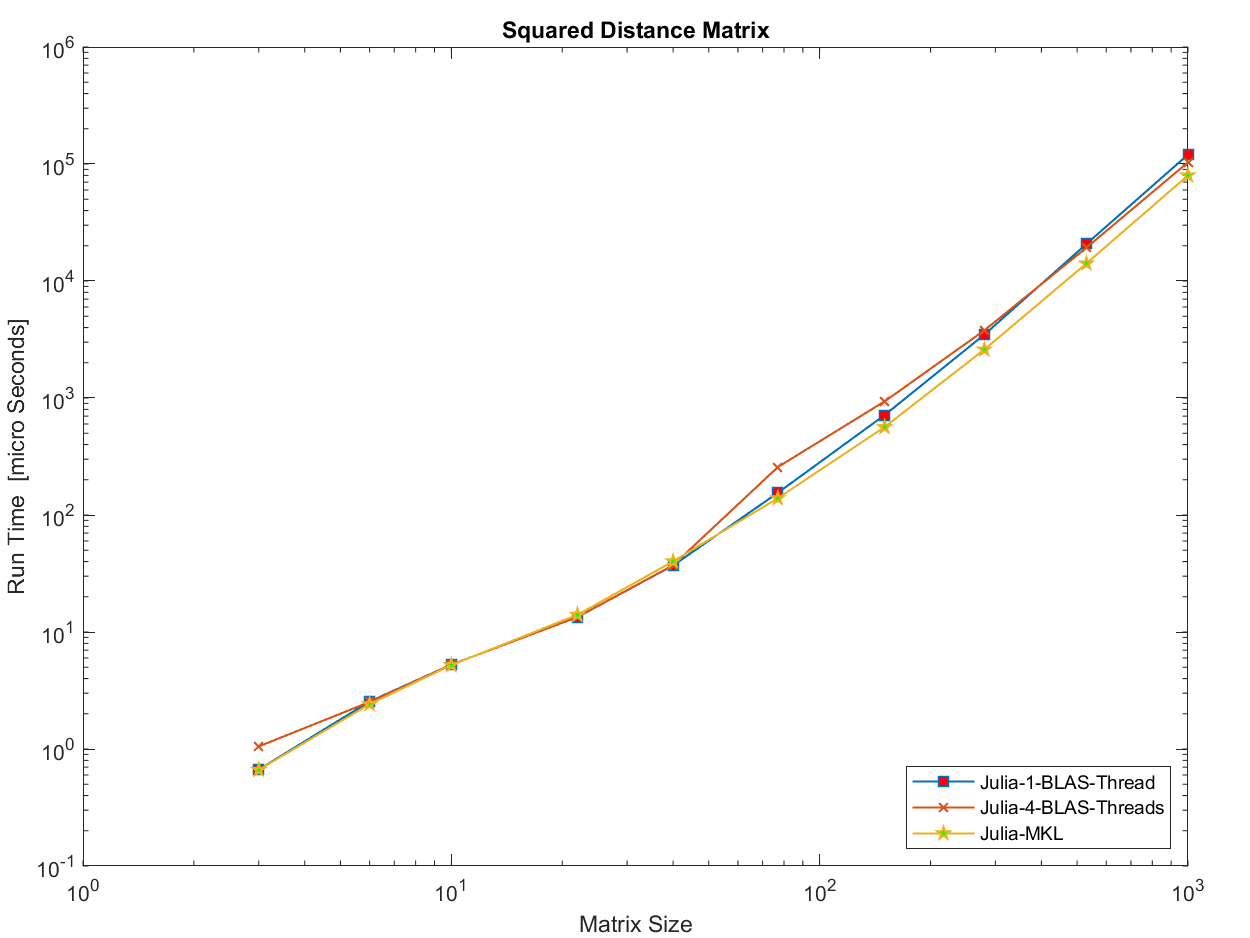 Squared Distance Matrix
10^6
10^5
10^4
10^3
10^2
10^1
10^0
10^-1
Run Time [micro Seconds]
10^0 10^1 10^2 10^3
Matrix Size
Julia-1-BLAS-Thread
Julia-4-BLAS-Threads
Julia-MKL